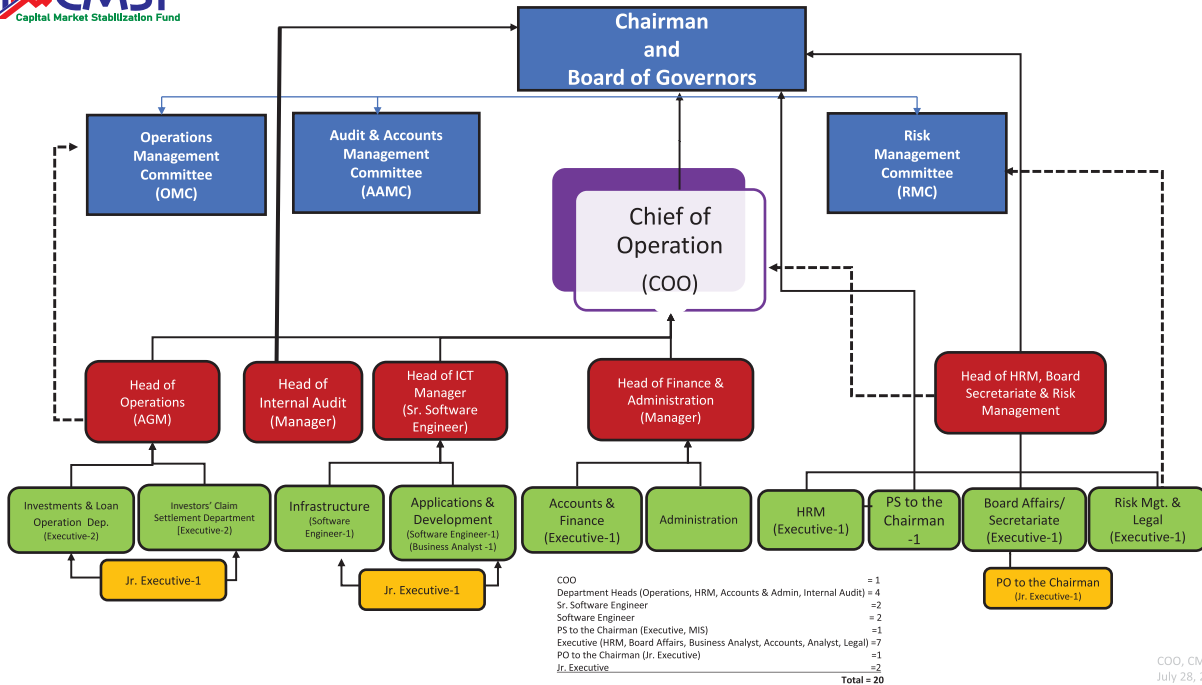 CMSF
Capital Market Stabilization Fund
Chairman
and
Board of Governors
Operations
Management
Committee
(OMC)
Audit & Accounts
Management
Committee
(AAMC)
Risk
Management
Committee
(RMC)
Chief of
Operation
(COO)
Head of
Operations
(AGM)
Head of
Internal Audit
(Manager)
Head of ICT
Manager
(Sr. Software
Engineer)
Head of Finance &
Administration
(Manager)
Head of HRM, Board
Secretariate & Risk
Management
Investments & Loan
Operation Dep.
(Executive-2)
Investors' Claim
Settlement Department
[Executive-2)
Infrastructure
(Software
Engineer-1)
Applications &
Development
(Software Engineer-1)
(Business Analyst -1)
Accounts &
Finance
(Executive-1)
Administration
HRM
(Executive-1)
PS to the
Chairman
-1
Board Affairs/
Secretariate
(Executive-1)
Risk Mgt. &
Legal
(Executive-1)
Jr. Executive-1
Jr. Executive-1
PO to the Chairman
(Jr. Executive-1)
COO = 1
Department Heads (Operations, HRM, Accounts & Admin, Internal Audit) = 4
Sr. Software Engineer =2
Software Engineer = 2
PS to the Chairman (Executive, MIS) =1
Executive (HRM, Board Affairs, Business Analyst, Accounts, Analyst, Legal) =7
PO to the Chairman (Jr. Executive) =1
Jr. Executive =2
Total = 20
COO, CM
July 28, 2